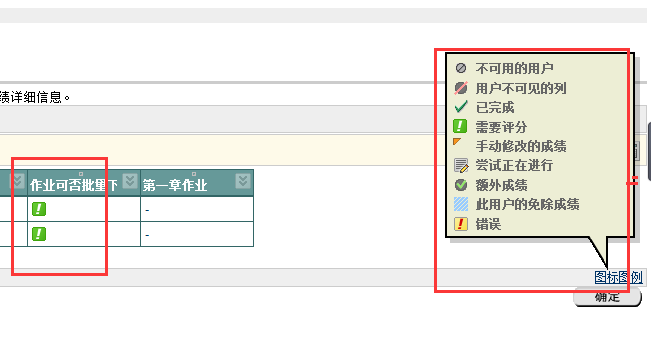 不可用的用户
用户不可见的列
已完成
需要评分
手动修改的成绩
尝试正在进行
额外成绩
此用户的免除成绩
错误
绩详细信息。
作业可否批量下
第一章作业
-
-
图标图例
确定